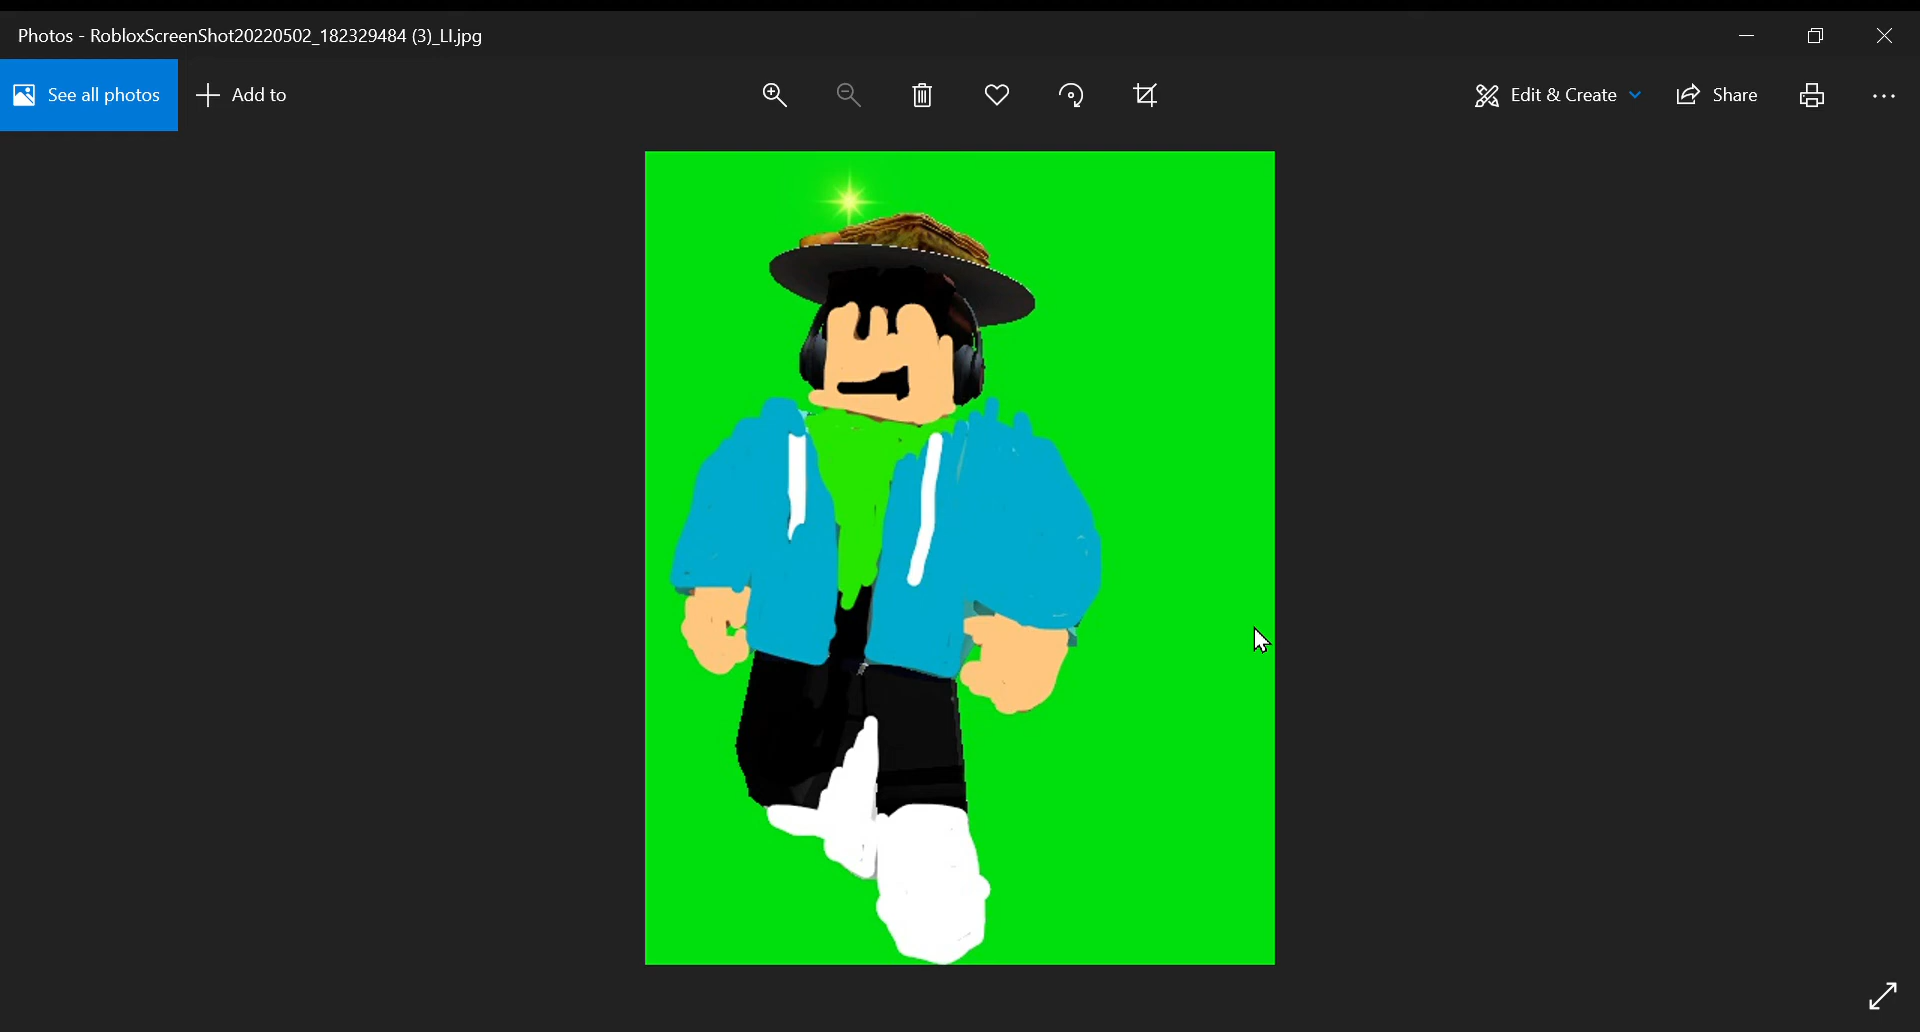 Photos - RobloxScreenShot20220502_182329484 (3)_LI.jpg
See all photos
Add to
Edit & Create
Share